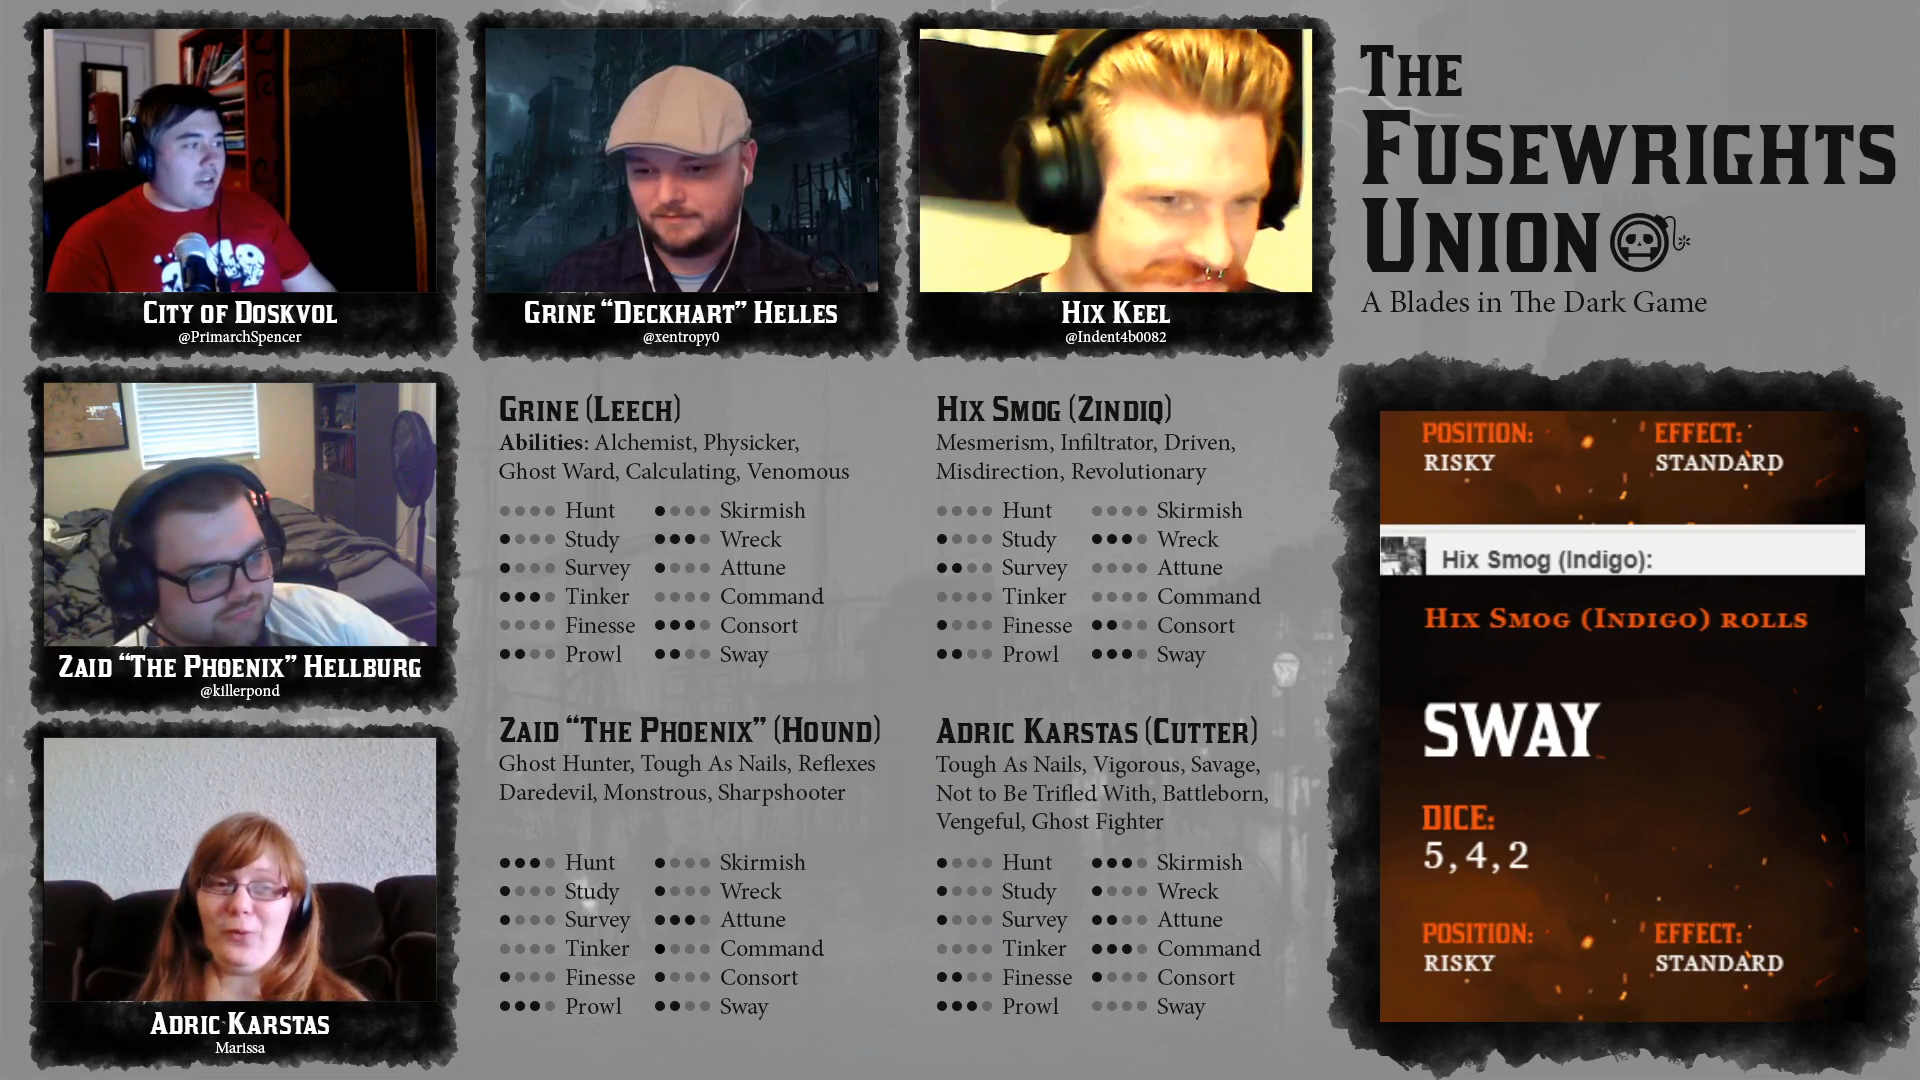 The
Fusewrights
Union
A Blades in The Dark Game
City of Doskvol
@PrimarchSpencer
Grine “Deckhart” Helles
@xentropy0
Hix Keel
@Indent4b0082
Zaid “The Phoenix” Hellburg
@killerpond
Adric Karstas
Marissa
Grine (Leech)
Abilities: Alchemist, Physicker,
Ghost Ward, Calculating, Venomous
Hunt Skirmish
Study Wreck
Survey Attune
Tinker Command
Finesse Consort
Prowl Sway
Hix Smog (Zindiq)
Mesmerism, Infiltrator, Driven,
Misdirection, Revolutionary
Hunt Skirmish
Study Wreck
Survey Attune
Tinker Command
Finesse Consort
Prowl Sway
Zaid “The Phoenix” (Hound)
Ghost Hunter, Tough As Nails, Reflexes
Daredevil, Monstrous, Sharpshooter
Hunt Skirmish
Study Wreck
Survey Attune
Tinker Command
Finesse Consort
Prowl Sway
Adric Karstas (Cutter)
Tough As Nails, Vigorous, Savage,
Not to Be Trifled With, Battleborn,
Vengeful, Ghost Fighter
Hunt Skirmish
Study Wreck
Survey Attune
Tinker Command
Finesse Consort
Prowl Sway
POSITION: EFFECT:
RISKY STANDARD
Hix Smog (Indigo):
Hix Smog (Indigo) rolls
SWAY
DICE:
5, 4, 2
POSITION: EFFECT:
RISKY STANDARD